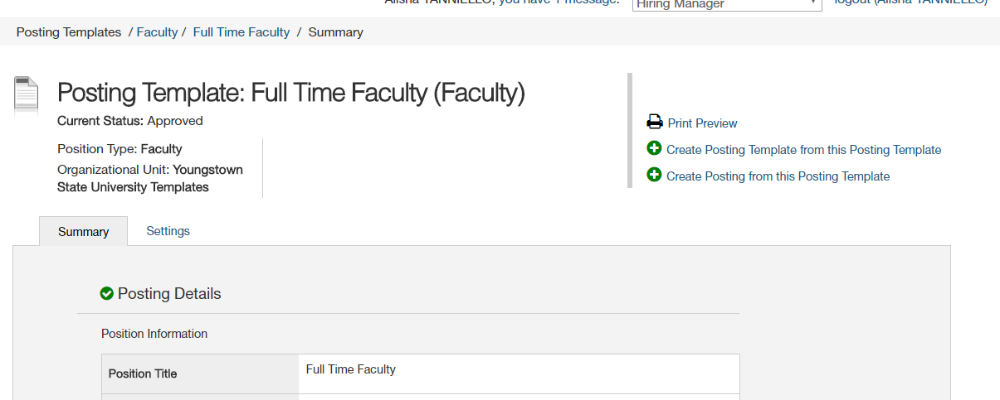 Alisha TANNIELLO, you have 1 message. Hiring Manager logout (Alisha TANNIELLO)
Posting Templates / Faculty / Full Time Faculty / Summary
Posting Template: Full Time Faculty (Faculty)
Current Status: Approved
Position Type: Faculty
Organizational Unit: Youngstown
State University Templates
Print Preview
Create Posting Template from this Posting Template
Create Posting from this Posting Template
Summary Settings
Posting Details
Position Information
Position Title Full Time Faculty